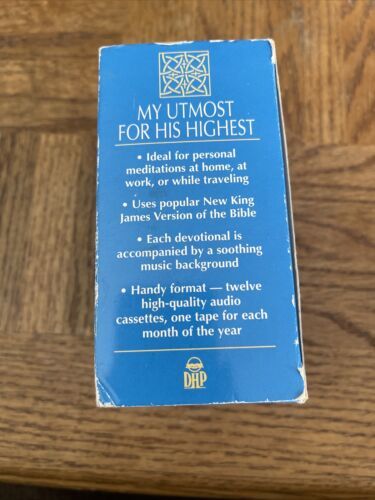 MY UTMOST
FOR HIS HIGHEST
• Ideal for personal
meditations at home, at
work, or while traveling
• Uses popular New King
James Version of the Bible
• Each devotional is
accompanied by a soothing
music background
• Handy format — twelve
high-quality audio
cassettes, one tape for each
month of the year
DHP